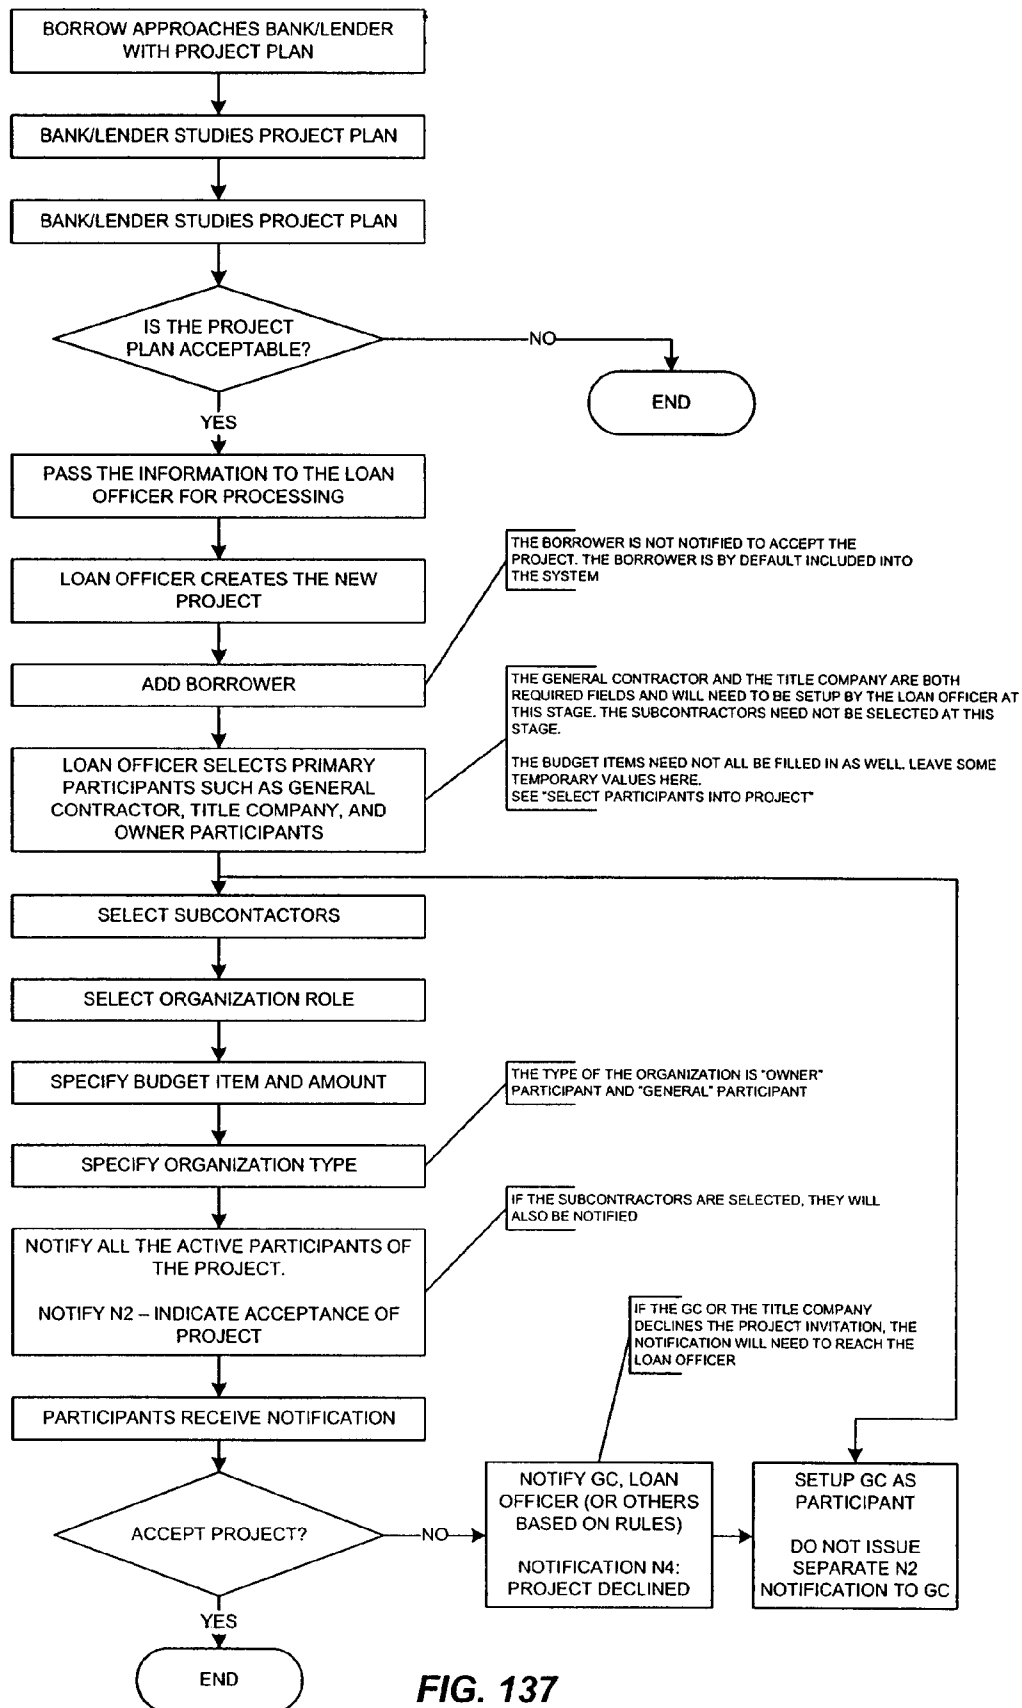 BORROW APPROACHES BANK/LENDER
WITH PROJECT PLAN
BANK/LENDER STUDIES PROJECT PLAN
BANK/LENDER STUDIES PROJECT PLAN
IS THE PROJECT
PLAN ACCEPTABLE?
NO
END
YES
PASS THE INFORMATION TO THE LOAN
OFFICER FOR PROCESSING
LOAN OFFICER CREATES THE NEW
PROJECT
THE BORROWER IS NOT NOTIFIED TO ACCEPT THE
PROJECT. THE BORROWER IS BY DEFAULT INCLUDED INTO
THE SYSTEM
ADD BORROWER
THE GENERAL CONTRACTOR AND THE TITLE COMPANY ARE BOTH
REQUIRED FIELDS AND WILL NEED TO BE SETUP BY THE LOAN OFFICER AT
THIS STAGE. THE SUBCONTRACTORS NEED NOT BE SELECTED AT THIS
STAGE.
THE BUDGET ITEMS NEED NOT ALL BE FILLED IN AS WELL. LEAVE SOME
TEMPORARY VALUES HERE.
SEE "SELECT PARTICIPANTS INTO PROJECT"
LOAN OFFICER SELECTS PRIMARY
PARTICIPANTS SUCH AS GENERAL
CONTRACTOR, TITLE COMPANY, AND
OWNER PARTICIPANTS
SELECT SUBCONTACTORS
SELECT ORGANIZATION ROLE
SPECIFY BUDGET ITEM AND AMOUNT
THE TYPE OF THE ORGANIZATION IS "OWNER"
PARTICIPANT AND "GENERAL" PARTICIPANT
SPECIFY ORGANIZATION TYPE
IF THE SUBCONTRACTORS ARE SELECTED, THEY WILL
ALSO BE NOTIFIED
NOTIFY ALL THE ACTIVE PARTICIPANTS OF
THE PROJECT.
NOTIFY N2 – INDICATE ACCEPTANCE OF
PROJECT
IF THE GC OR THE TITLE COMPANY
DECLINES THE PROJECT INVITATION, THE
NOTIFICATION WILL NEED TO REACH THE
LOAN OFFICER
PARTICIPANTS RECEIVE NOTIFICATION
ACCEPT PROJECT?
NO
NOTIFY GC, LOAN
OFFICER (OR OTHERS
BASED ON RULES)
NOTIFICATION N4:
PROJECT DECLINED
SETUP GC AS
PARTICIPANT
DO NOT ISSUE
SEPARATE N2
NOTIFICATION TO GC
YES
END
FIG. 137